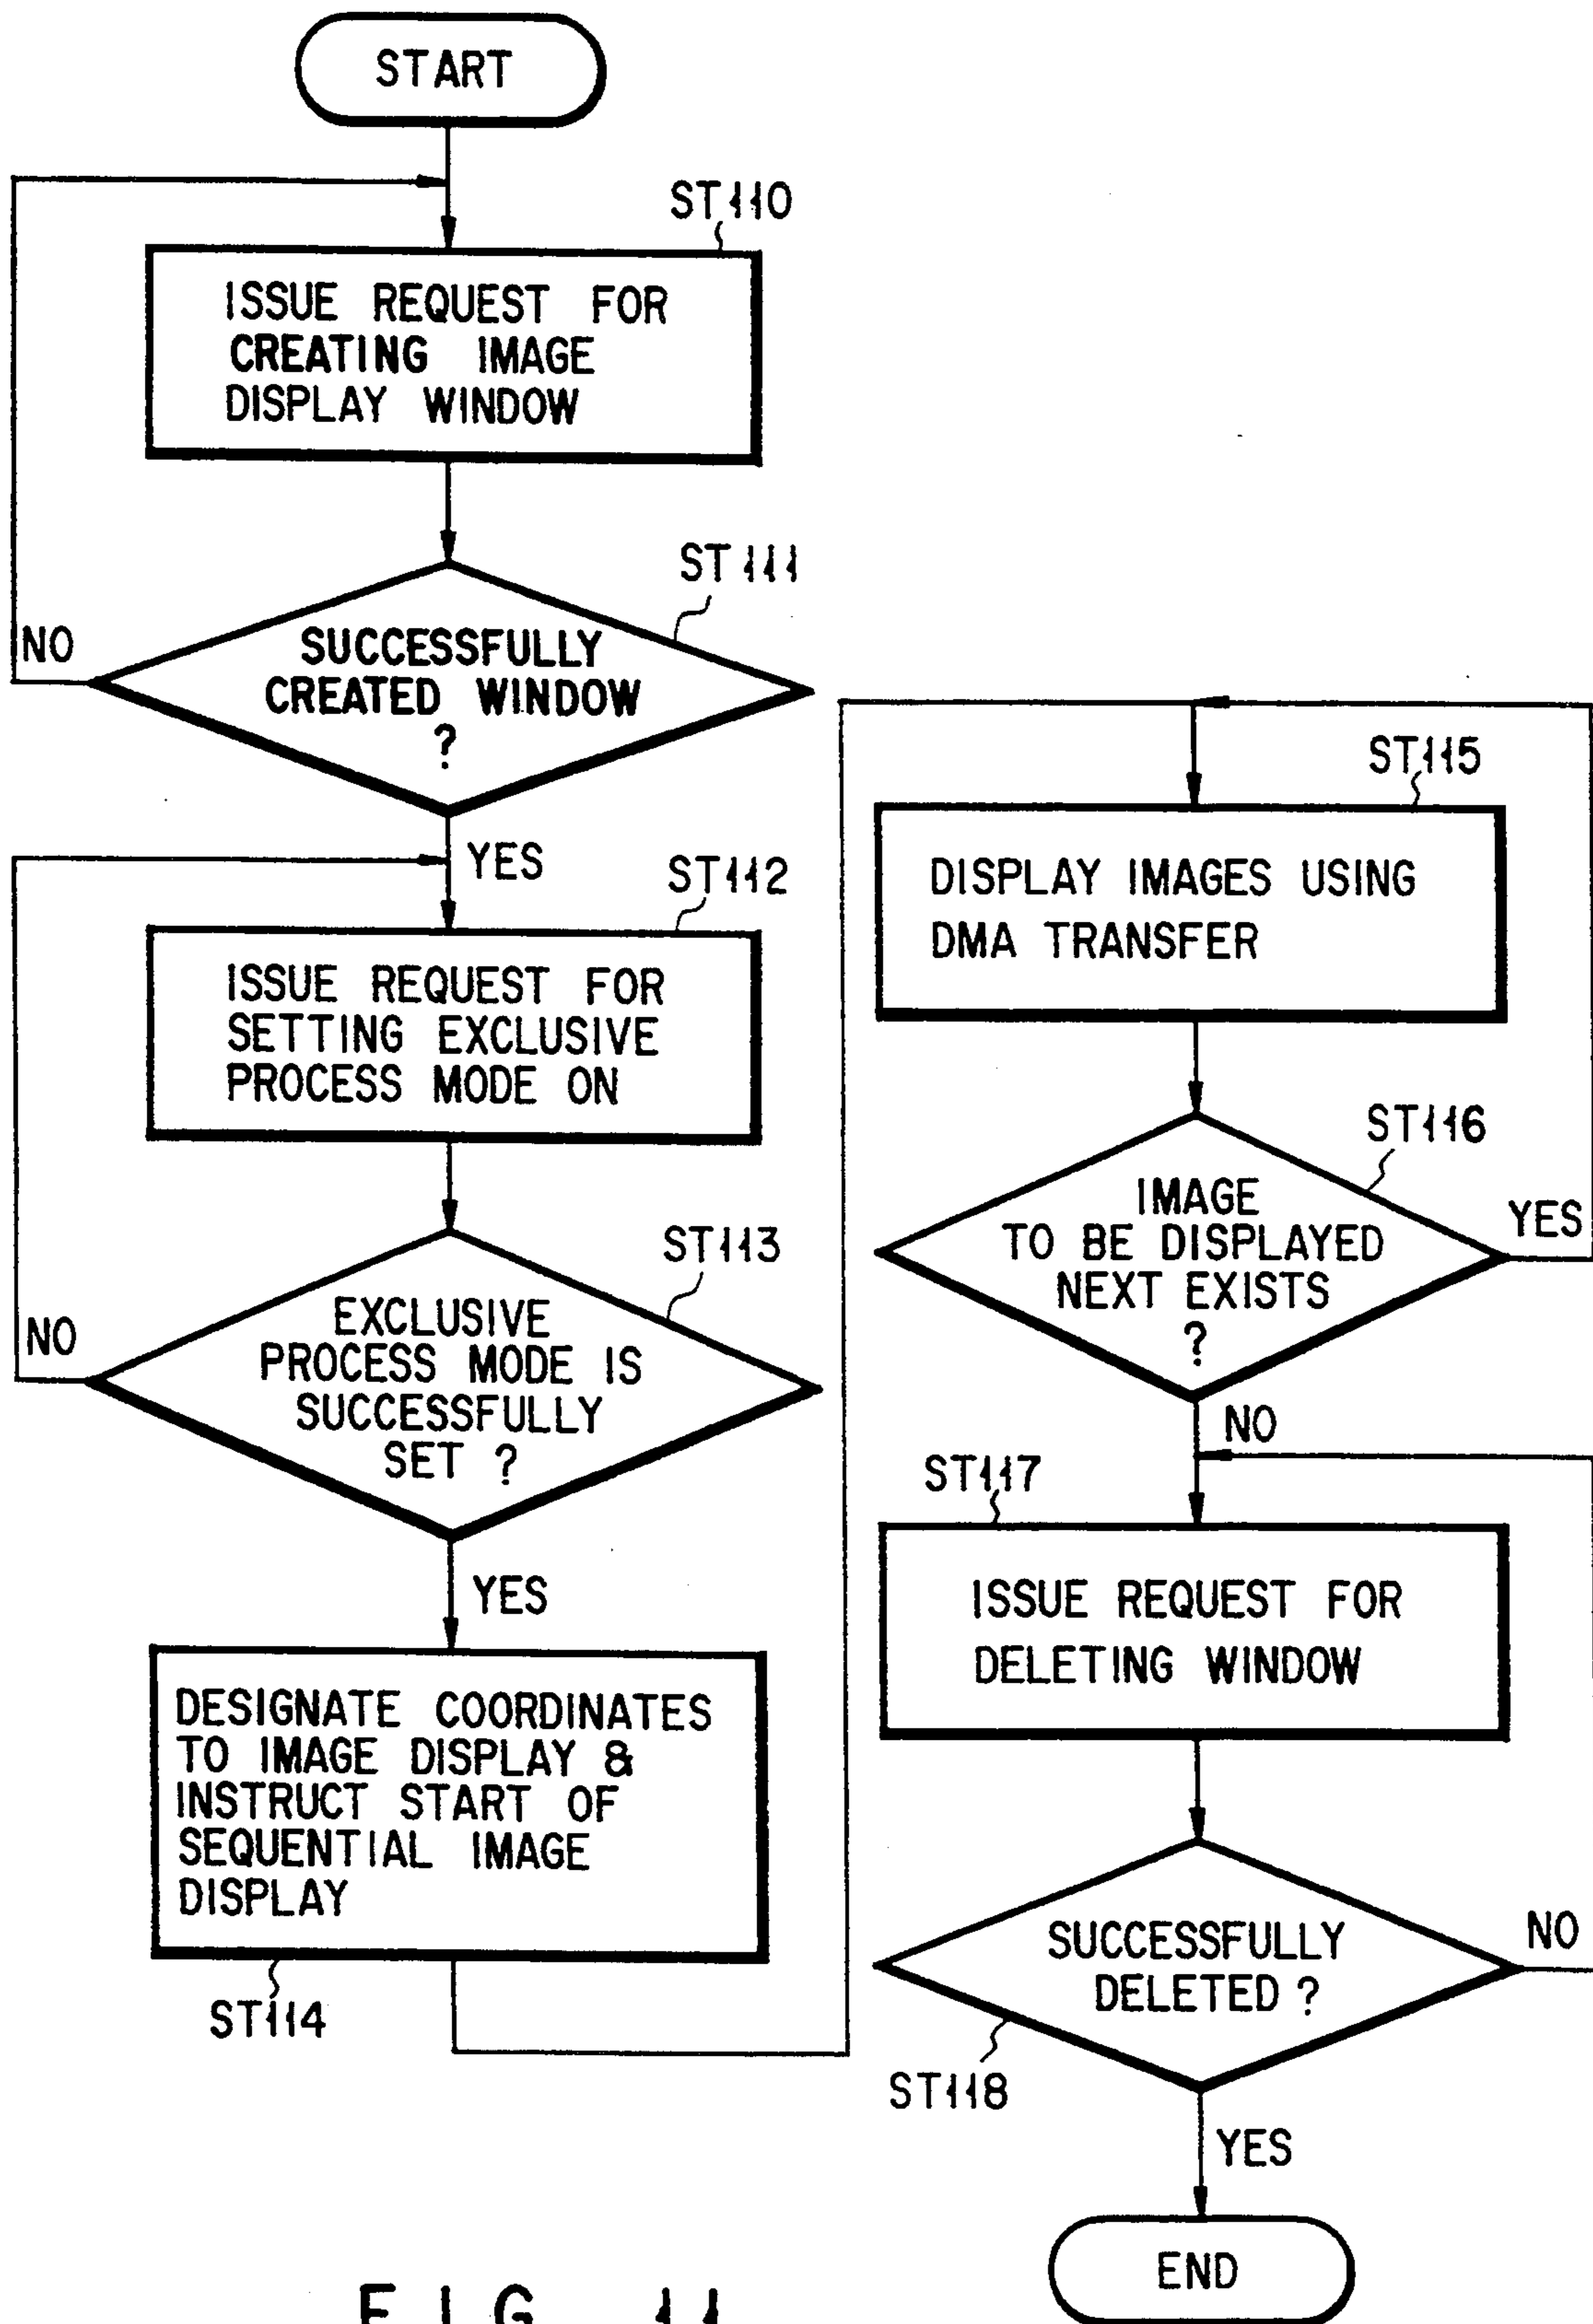 START
ST110
ISSUE REQUEST FOR
CREATING IMAGE
DISPLAY WINDOW
ST111
SUCCESSFULLY
CREATED WINDOW
?
NO
YES
ST112
ISSUE REQUEST FOR
SETTING EXCLUSIVE
PROCESS MODE ON
ST113
EXCLUSIVE
PROCESS MODE IS
SUCCESSFULLY
SET ?
NO
YES
DESIGNATE COORDINATES
TO IMAGE DISPLAY &
INSTRUCT START OF
SEQUENTIAL IMAGE
DISPLAY
ST114
ST115
DISPLAY IMAGES USING
DMA TRANSFER
ST116
IMAGE
TO BE DISPLAYED
NEXT EXISTS
?
YES
NO
ST117
ISSUE REQUEST FOR
DELETING WINDOW
SUCCESSFULLY
DELETED ?
NO
ST118
YES
END
FIG. 11